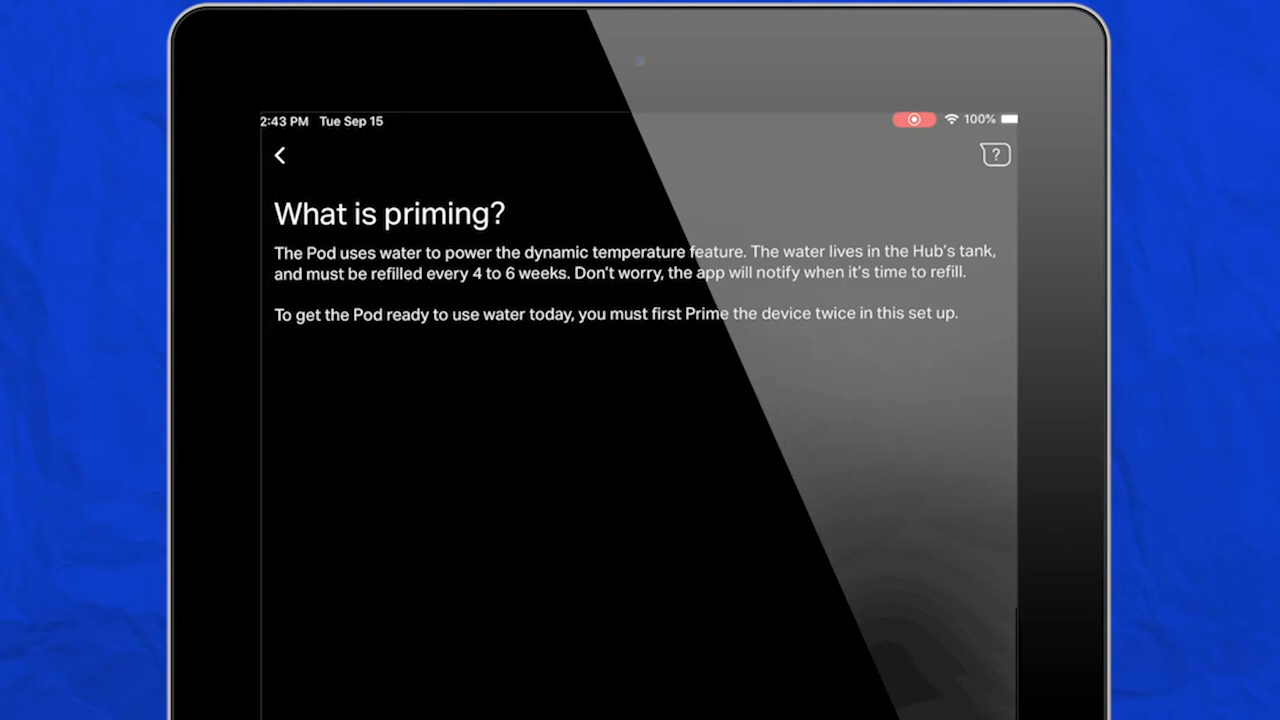 2:43 PM Tue Sep 15
100%
?
What is priming?
The Pod uses water to power the dynamic temperature feature. The water lives in the Hub's tank,
and must be refilled every 4 to 6 weeks. Don't worry, the app will notify when it's time to refill.
To get the Pod ready to use water today, you must first Prime the device twice in this set up.